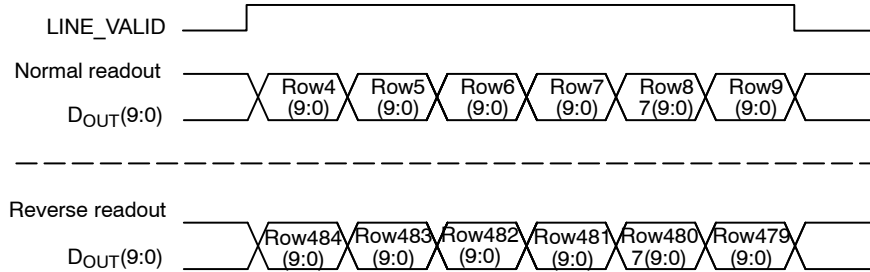 LINE_VALID
Normal readout
Row4 Row5 Row6 Row7 Row8 Row9
D_OUT(9:0) (9:0) (9:0) (9:0) (9:0) 7(9:0) (9:0)
Reverse readout
Row484 Row483 Row482 Row481 Row480 Row479
D_OUT(9:0) (9:0) (9:0) (9:0) (9:0) 7(9:0) (9:0)